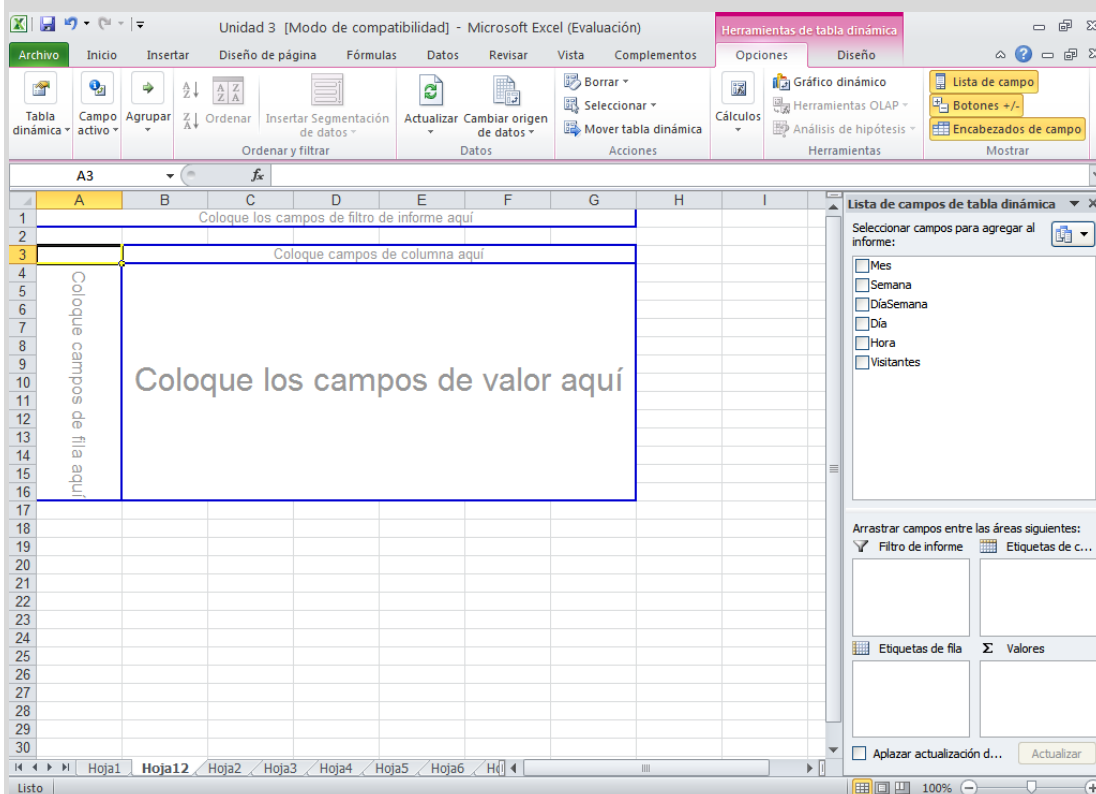 Unidad 3 [Modo de compatibilidad] - Microsoft Excel (Evaluación)
Herramientas de tabla dinámica
Archivo Inicio Insertar Diseño de página Fórmulas Datos Revisar Vista Complementos Opciones Diseño
Tabla dinámica
Campo activo
Agrupar
Ordenar
Insertar Segmentación de datos
Ordenar y filtrar
Actualizar
Cambiar origen de datos
Datos
Borrar
Seleccionar
Mover tabla dinámica
Acciones
Cálculos
Gráfico dinámico
Herramientas OLAP
Análisis de hipótesis
Herramientas
Lista de campo
Botones +/-
Encabezados de campo
Mostrar
A3 fx
A B C D E F G H I
1 Coloque los campos de filtro de informe aquí
2
3 Coloque campos de columna aquí
4
5
6
7
8
9
10
11
12
13
14
15
16
Coloque campos de fila aquí
Coloque los campos de valor aquí
17
18
19
20
21
22
23
24
25
26
27
28
29
30
Lista de campos de tabla dinámica
Seleccionar campos para agregar al
informe:
Mes
Semana
DíaSemana
Día
Hora
Visitantes
Arrastrar campos entre las áreas siguientes:
Filtro de informe Etiquetas de c...
Etiquetas de fila Σ Valores
Aplazar actualización d... Actualizar
Hoja1 Hoja12 Hoja2 Hoja3 Hoja4 Hoja5 Hoja6
Listo 100%